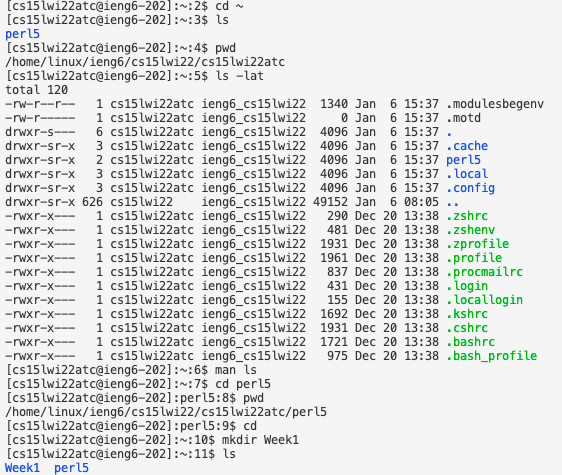 [cs15lwi22atc@ieng6-202]:~:2$ cd ~
[cs15lwi22atc@ieng6-202]:~:3$ ls
perl5
[cs15lwi22atc@ieng6-202]:~:4$ pwd
/home/linux/ieng6/cs15lwi22/cs15lwi22atc
[cs15lwi22atc@ieng6-202]:~:5$ ls -lat
total 120
-rw-r--r--   1 cs15lwi22atc ieng6_cs15lwi22  1340 Jan  6 15:37 .modulesbegenv
-rw-r-----   1 cs15lwi22atc ieng6_cs15lwi22     0 Jan  6 15:37 .motd
drwxr-s---   6 cs15lwi22atc ieng6_cs15lwi22  4096 Jan  6 15:37 .
drwxr-sr-x   3 cs15lwi22atc ieng6_cs15lwi22  4096 Jan  6 15:37 .cache
drwxr-sr-x   2 cs15lwi22atc ieng6_cs15lwi22  4096 Jan  6 15:37 perl5
drwxr-sr-x   3 cs15lwi22atc ieng6_cs15lwi22  4096 Jan  6 15:37 .local
drwxr-sr-x   3 cs15lwi22atc ieng6_cs15lwi22  4096 Jan  6 15:37 .config
drwxr-sr-x 626 cs15lwi22    ieng6_cs15lwi22 49152 Jan  6 08:05 ..
-rwxr-x---   1 cs15lwi22atc ieng6_cs15lwi22   290 Dec 20 13:38 .zshrc
-rwxr-x---   1 cs15lwi22atc ieng6_cs15lwi22   481 Dec 20 13:38 .zshenv
-rwxr-x---   1 cs15lwi22atc ieng6_cs15lwi22  1931 Dec 20 13:38 .zprofile
-rwxr-x---   1 cs15lwi22atc ieng6_cs15lwi22  1961 Dec 20 13:38 .profile
-rwxr-x---   1 cs15lwi22atc ieng6_cs15lwi22   837 Dec 20 13:38 .procmailrc
-rwxr-x---   1 cs15lwi22atc ieng6_cs15lwi22   431 Dec 20 13:38 .login
-rwxr-x---   1 cs15lwi22atc ieng6_cs15lwi22   155 Dec 20 13:38 .locallogin
-rwxr-x---   1 cs15lwi22atc ieng6_cs15lwi22  1692 Dec 20 13:38 .kshrc
-rwxr-x---   1 cs15lwi22atc ieng6_cs15lwi22  1931 Dec 20 13:38 .cshrc
-rwxr-x---   1 cs15lwi22atc ieng6_cs15lwi22  1721 Dec 20 13:38 .bashrc
-rwxr-x---   1 cs15lwi22atc ieng6_cs15lwi22   975 Dec 20 13:38 .bash_profile
[cs15lwi22atc@ieng6-202]:~:6$ man ls
[cs15lwi22atc@ieng6-202]:~:7$ cd perl5
[cs15lwi22atc@ieng6-202]:perl5:8$ pwd
/home/linux/ieng6/cs15lwi22/cs15lwi22atc/perl5
[cs15lwi22atc@ieng6-202]:perl5:9$ cd
[cs15lwi22atc@ieng6-202]:~:10$ mkdir Week1
[cs15lwi22atc@ieng6-202]:~:11$ ls
Week1  perl5